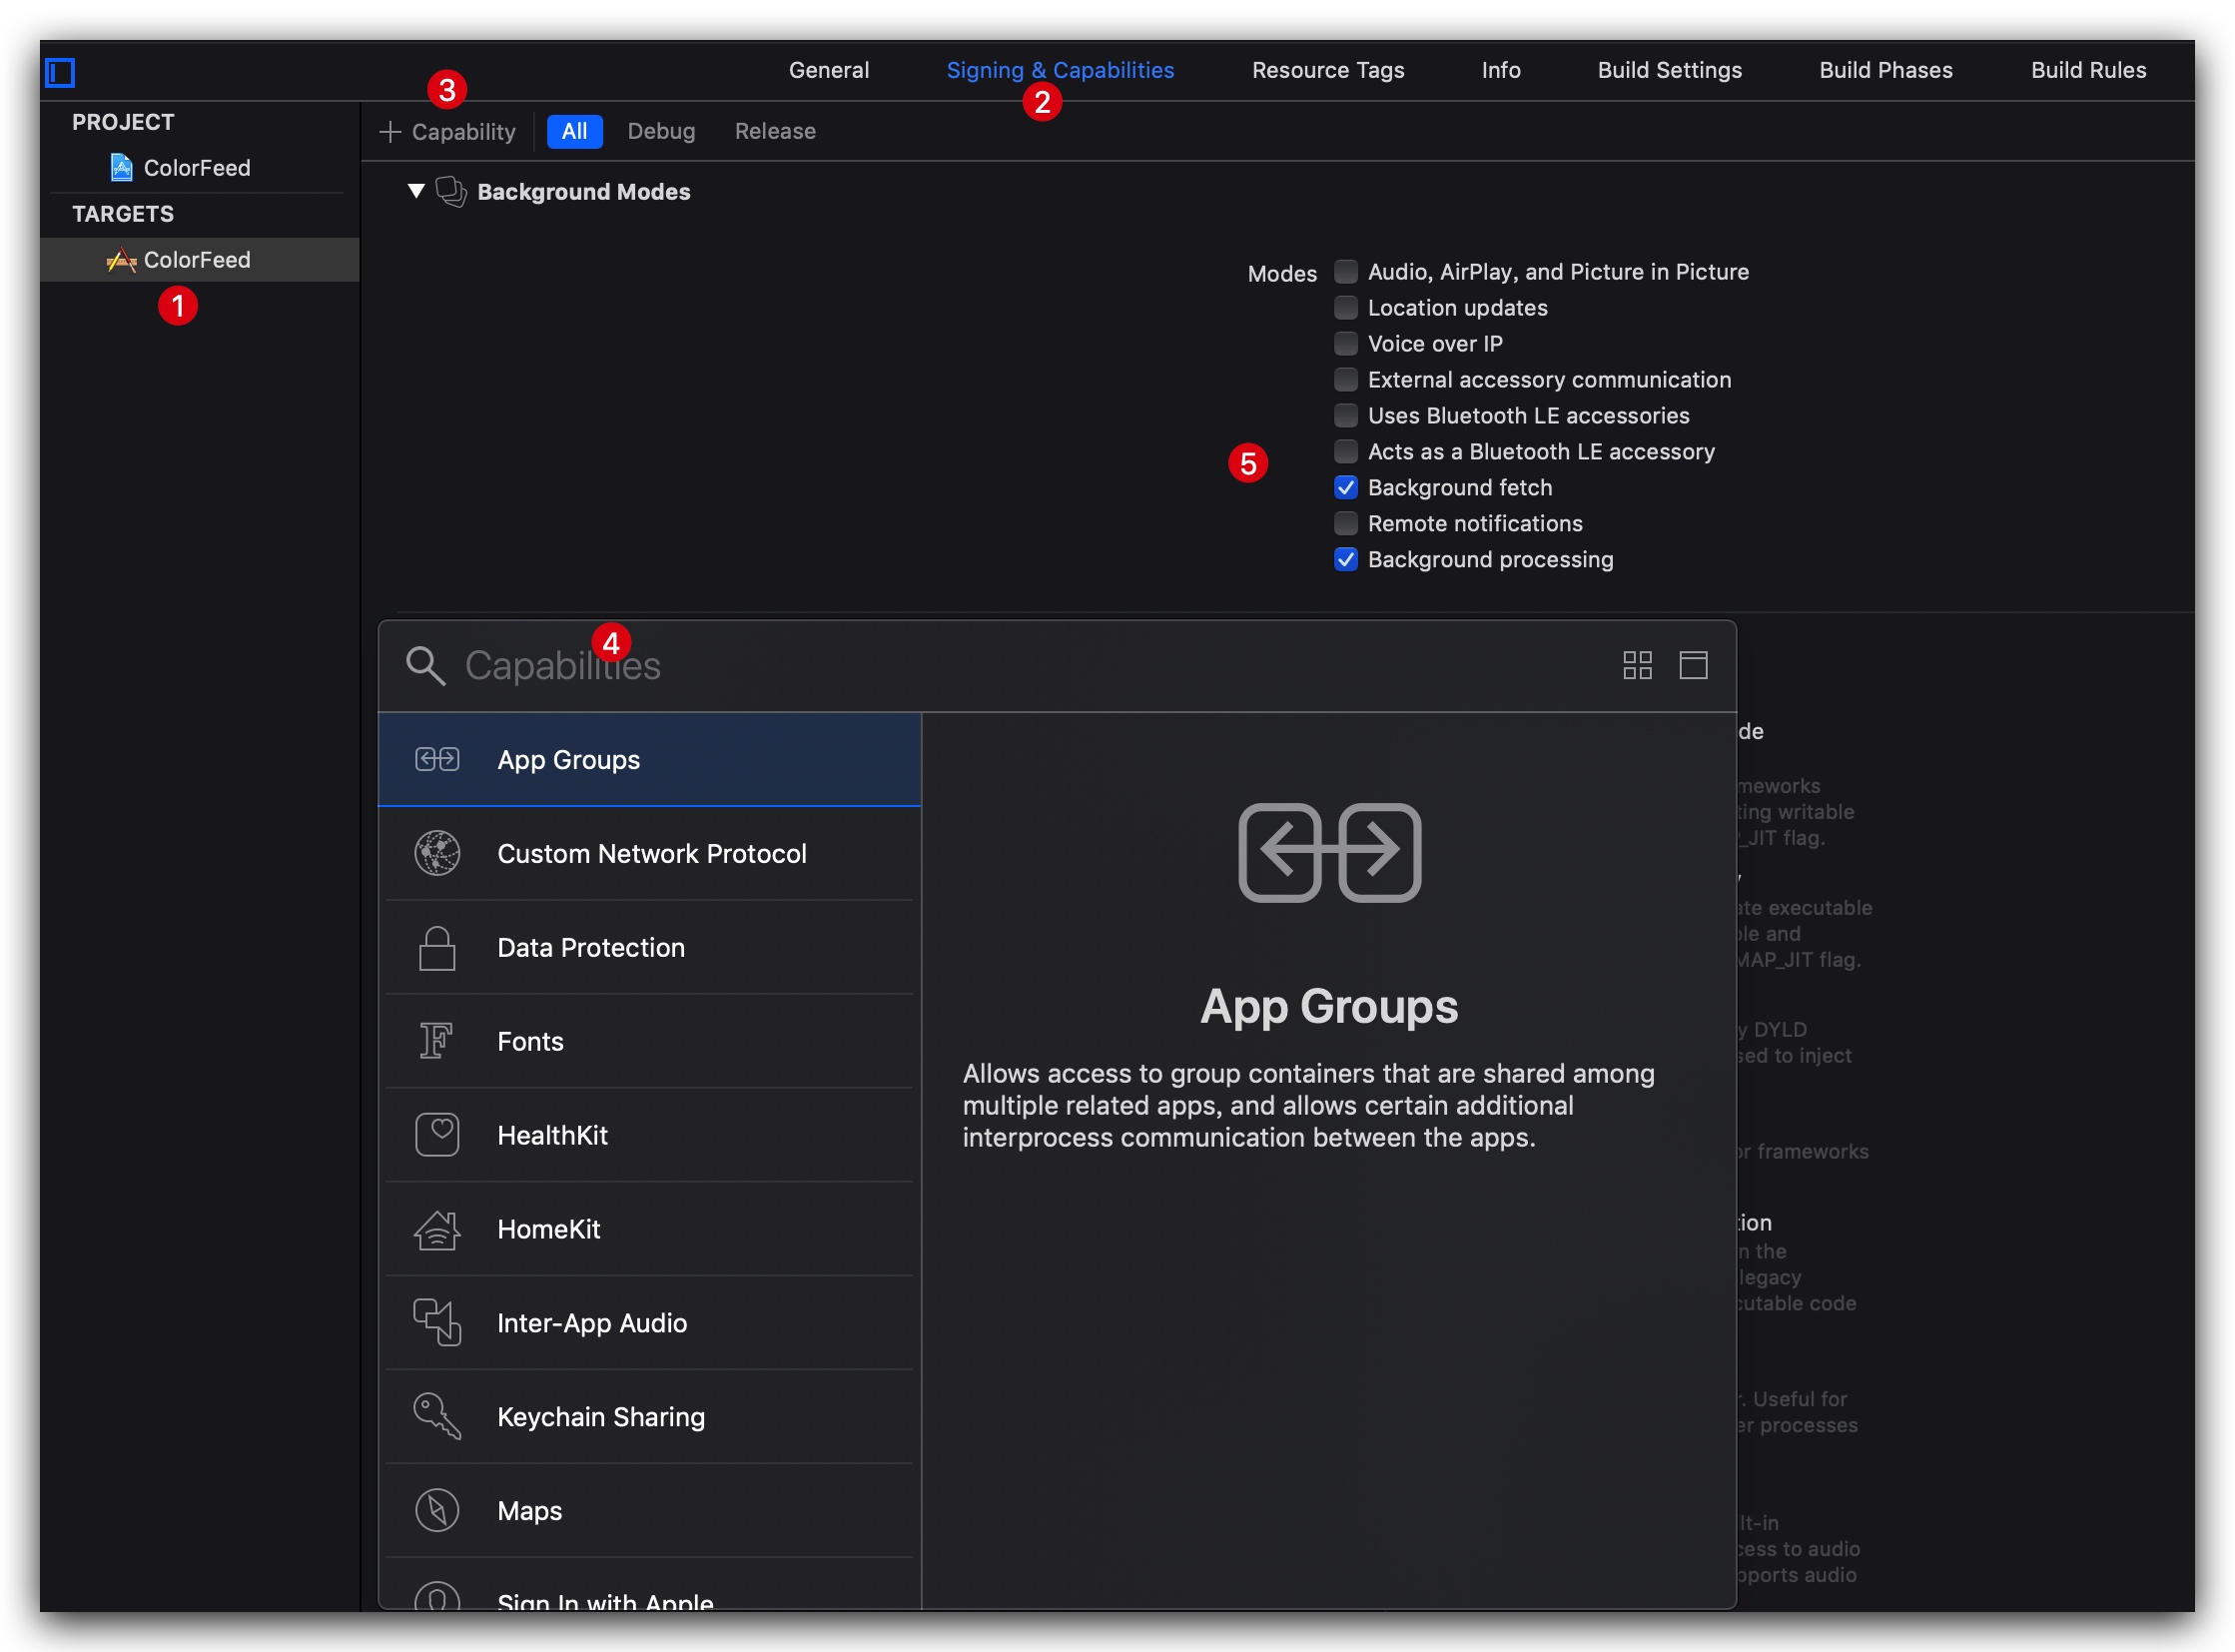 General
Signing & Capabilities
Resource Tags
Info
Build Settings
Build Phases
Build Rules
3
2
PROJECT
ColorFeed
TARGETS
ColorFeed
1
Capability
All
Debug
Release
Background Modes
Modes
Audio, AirPlay, and Picture in Picture
Location updates
Voice over IP
External accessory communication
Uses Bluetooth LE accessories
Acts as a Bluetooth LE accessory
5
Background fetch
Remote notifications
Background processing
4
Capabilities
App Groups
Custom Network Protocol
Data Protection
Fonts
HealthKit
HomeKit
Inter-App Audio
Keychain Sharing
Maps
Sign In with Apple
App Groups
Allows access to group containers that are shared among
multiple related apps, and allows certain additional
interprocess communication between the apps.
de
meworks
ting writable
_JIT flag.
ate executable
ble and
MAP_JIT flag.
y DYLD
sed to inject
or frameworks
tion
n the
legacy
cutable code
r. Useful for
er processes
lt-in
cess to audio
pports audio